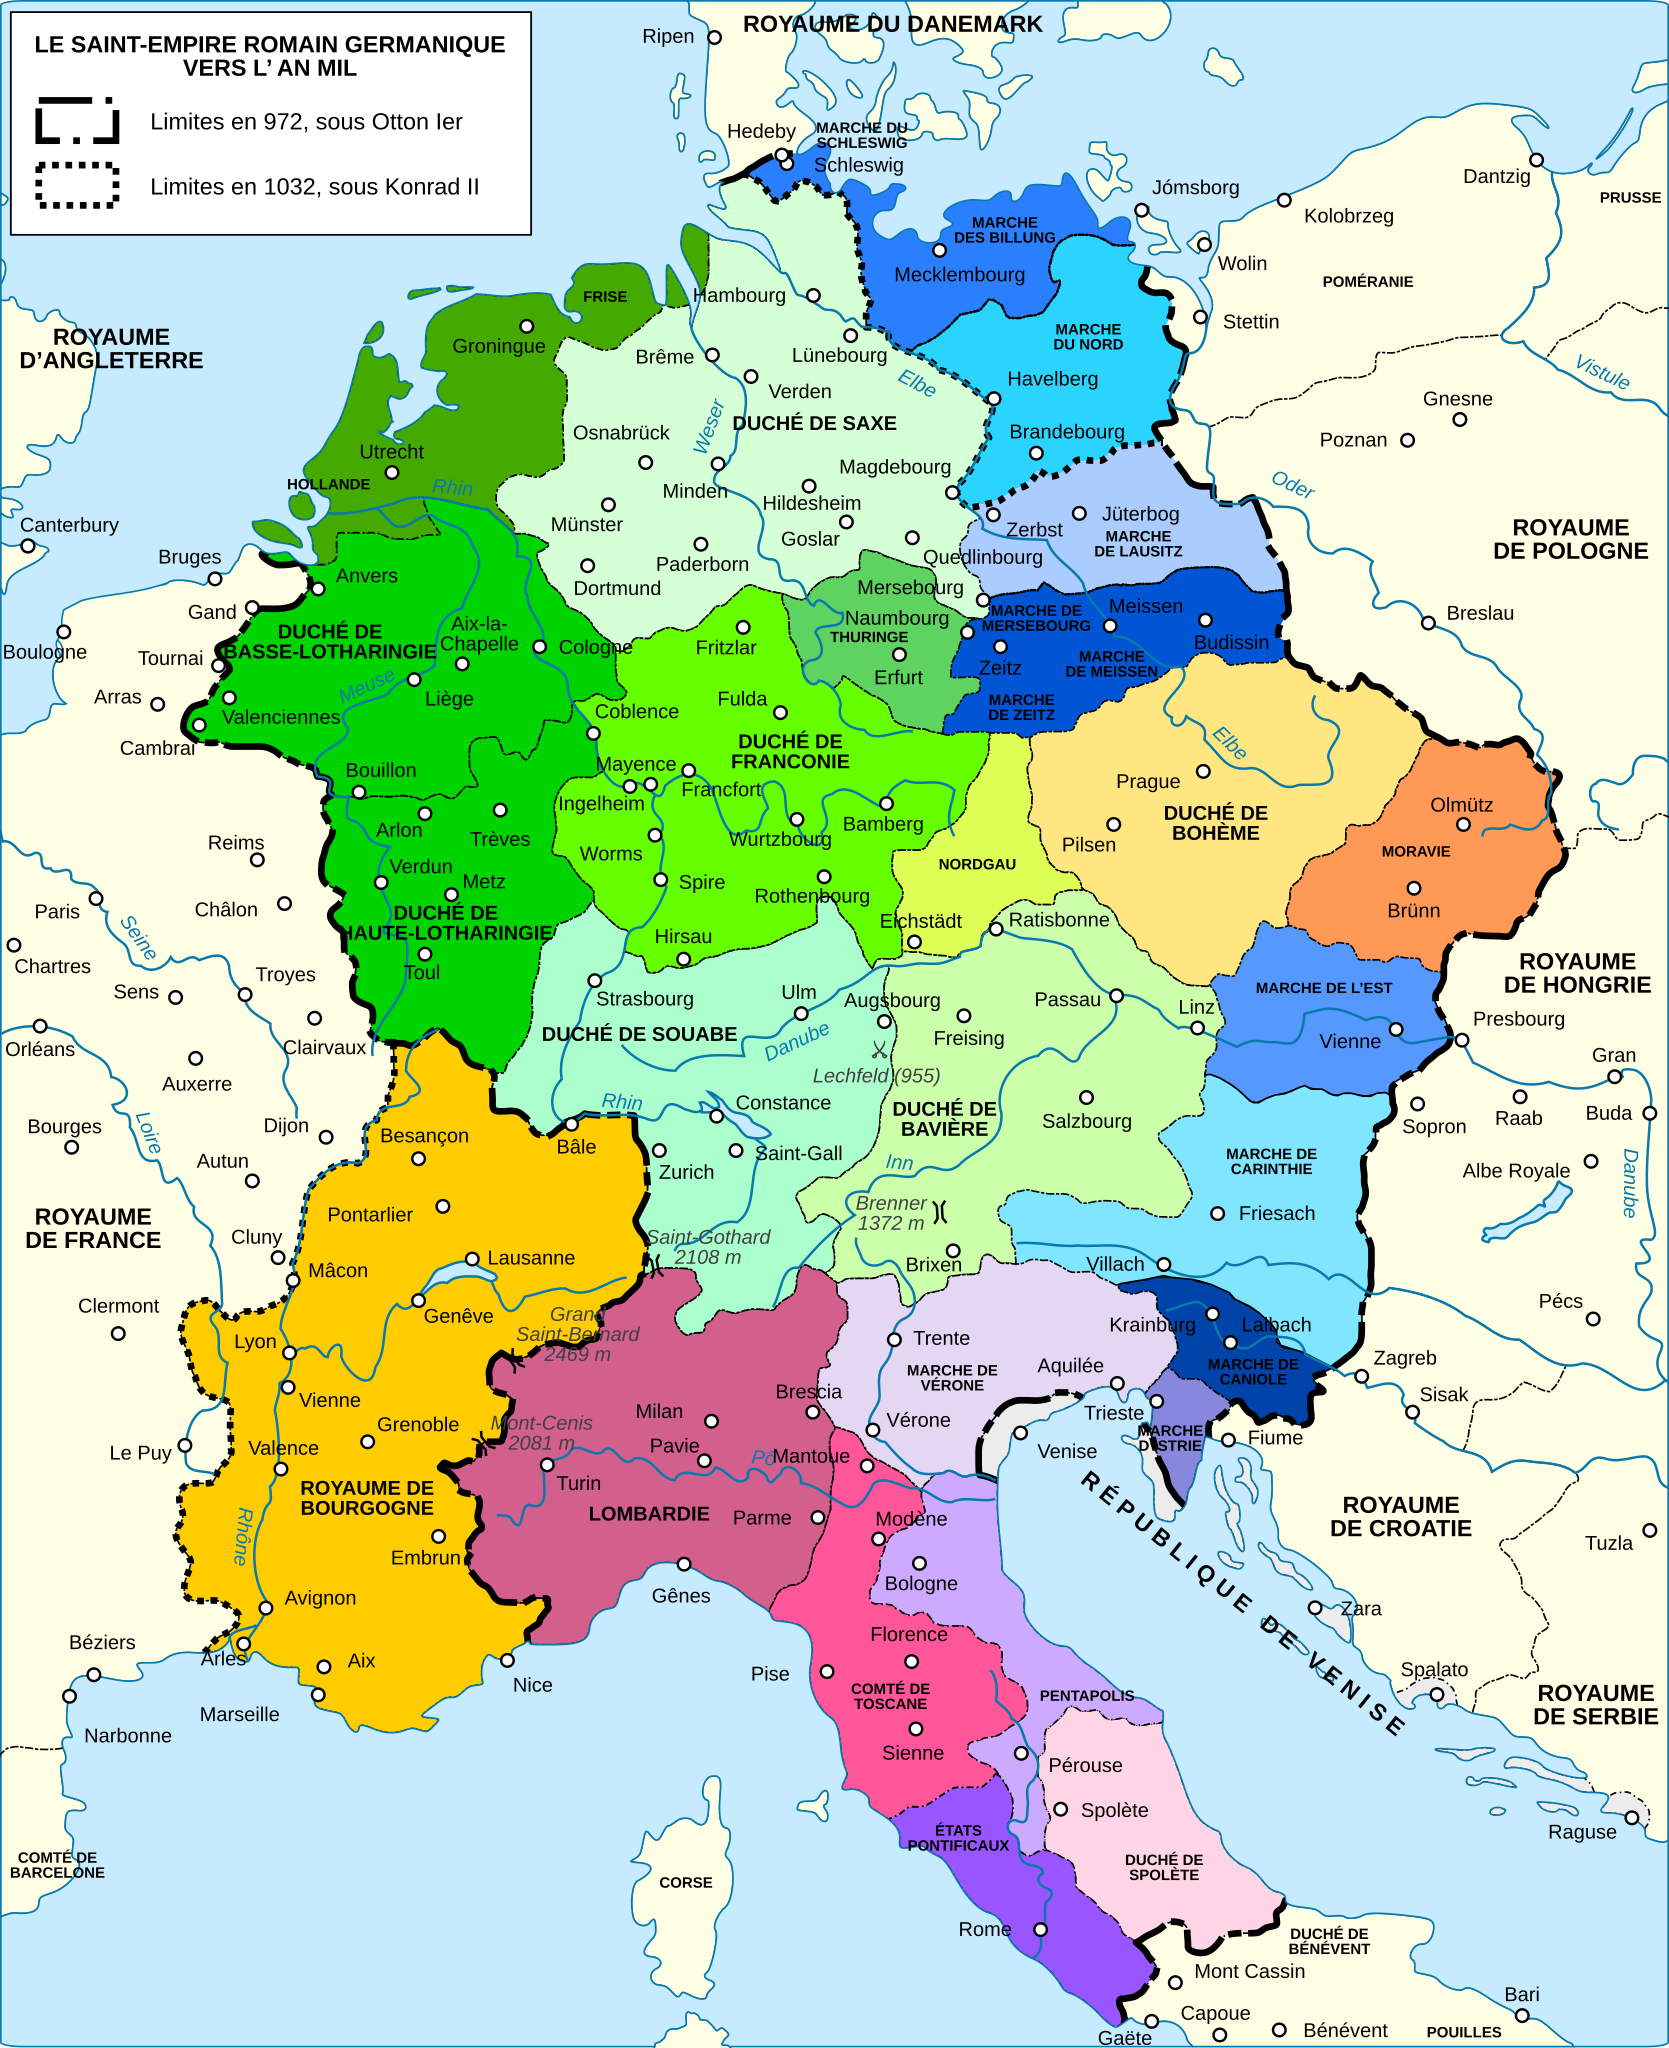 LE SAINT-EMPIRE ROMAIN GERMANIQUE
VERS L' AN MIL
Limites en 972, sous Otton Ier
Limites en 1032, sous Konrad II
ROYAUME DU DANEMARK
Ripen
Hedeby
MARCHE DU
SCHLESWIG
Schleswig
Jómsborg
Dantzig
PRUSSE
Kolobrzeg
MARCHE
DES BILLUNG
Mecklembourg
Wolin
POMÉRANIE
Stettin
FRISE
Hambourg
ROYAUME
D'ANGLETERRE
Groningue
Brême
Lünebourg
MARCHE
DU NORD
Elbe
Verden
Havelberg
Vistule
Gnesne
DUCHÉ DE SAXE
Weser
Osnabrück
Brandebourg
Poznan
Utrecht
Magdebourg
HOLLANDE
Rhin
Minden
Hildesheim
Oder
Canterbury
Münster
Goslar
Zerbst
Jüterbog
MARCHE
DE LAUSITZ
ROYAUME
DE POLOGNE
Bruges
Quedlinbourg
Anvers
Paderborn
Dortmund
Mersebourg
Gand
Naumbourg
MARCHE DE
MERSEBOURG
Meissen
Breslau
DUCHÉ DE
BASSE-LOTHARINGIE
Aix-la-
Chapelle
Cologne
Fritzlar
THURINGE
Budissin
Boulogne
Tournai
Zeitz
MARCHE
DE MEISSEN
Erfurt
Meuse
Arras
Liège
Fulda
MARCHE
DE ZEITZ
Valenciennes
Coblence
Cambrai
DUCHÉ DE
FRANCONIE
Elbe
Bouillon
Mayence
Prague
Francfort
Ingelheim
Olmütz
DUCHÉ DE
BOHÈME
Arlon
Trèves
Wurtzbourg
Bamberg
Reims
Worms
Pilsen
MORAVIE
Verdun
NORDGAU
Metz
Spire
Rothenbourg
Paris
Châlon
DUCHÉ DE
HAUTE-LOTHARINGIE
Brünn
Seine
Eichstädt
Ratisbonne
Hirsau
Chartres
Troyes
Toul
ROYAUME
DE HONGRIE
Sens
Strasbourg
Ulm
Augsbourg
Passau
MARCHE DE L'EST
Linz
Presbourg
DUCHÉ DE SOUABE
Danube
Freising
Vienne
Orléans
Clairvaux
Gran
Auxerre
Lechfeld (955)
Loire
Rhin
Constance
DUCHÉ DE
BAVIÈRE
Salzbourg
Sopron
Raab
Buda
Bourges
Dijon
Besançon
Bâle
Saint-Gall
MARCHE DE
CARINTHIE
Autun
Zurich
Inn
Albe Royale
Danube
ROYAUME
DE FRANCE
Pontarlier
Brenner
1372 m
Friesach
Cluny
Saint-Gothard
2108 m
Lausanne
Brixen
Villach
Mâcon
Clermont
Genève
Grand
Saint-Bernard
2469 m
Pécs
Krainburg
Laibach
Lyon
Trente
MARCHE DE
VÉRONE
Aquilée
MARCHE DE
CANIOLE
Zagreb
Vienne
Brescia
Sisak
Milan
Vérone
Trieste
Grenoble
Mont-Cenis
2081 m
MARCHE
D'ISTRIE
Fiume
Le Puy
Valence
Pavie
Pô
Mantoue
Venise
ROYAUME DE
BOURGOGNE
Turin
LOMBARDIE
Parme
Modène
ROYAUME
DE CROATIE
Rhône
Embrun
Tuzla
Gênes
Bologne
RÉPUBLIQUE DE VENISE
Avignon
Zara
Béziers
Arles
Aix
Florence
Pise
Spalato
Nice
COMTÉ DE
TOSCANE
PENTAPOLIS
ROYAUME
DE SERBIE
Marseille
Narbonne
Sienne
Pérouse
Spolète
ÉTATS
PONTIFICAUX
Raguse
COMTÉ DE
BARCELONE
CORSE
DUCHÉ DE
SPOLÈTE
Rome
DUCHÉ DE
BÉNÉVENT
Mont Cassin
Bari
Capoue
Gaëte
Bénévent
POUILLES